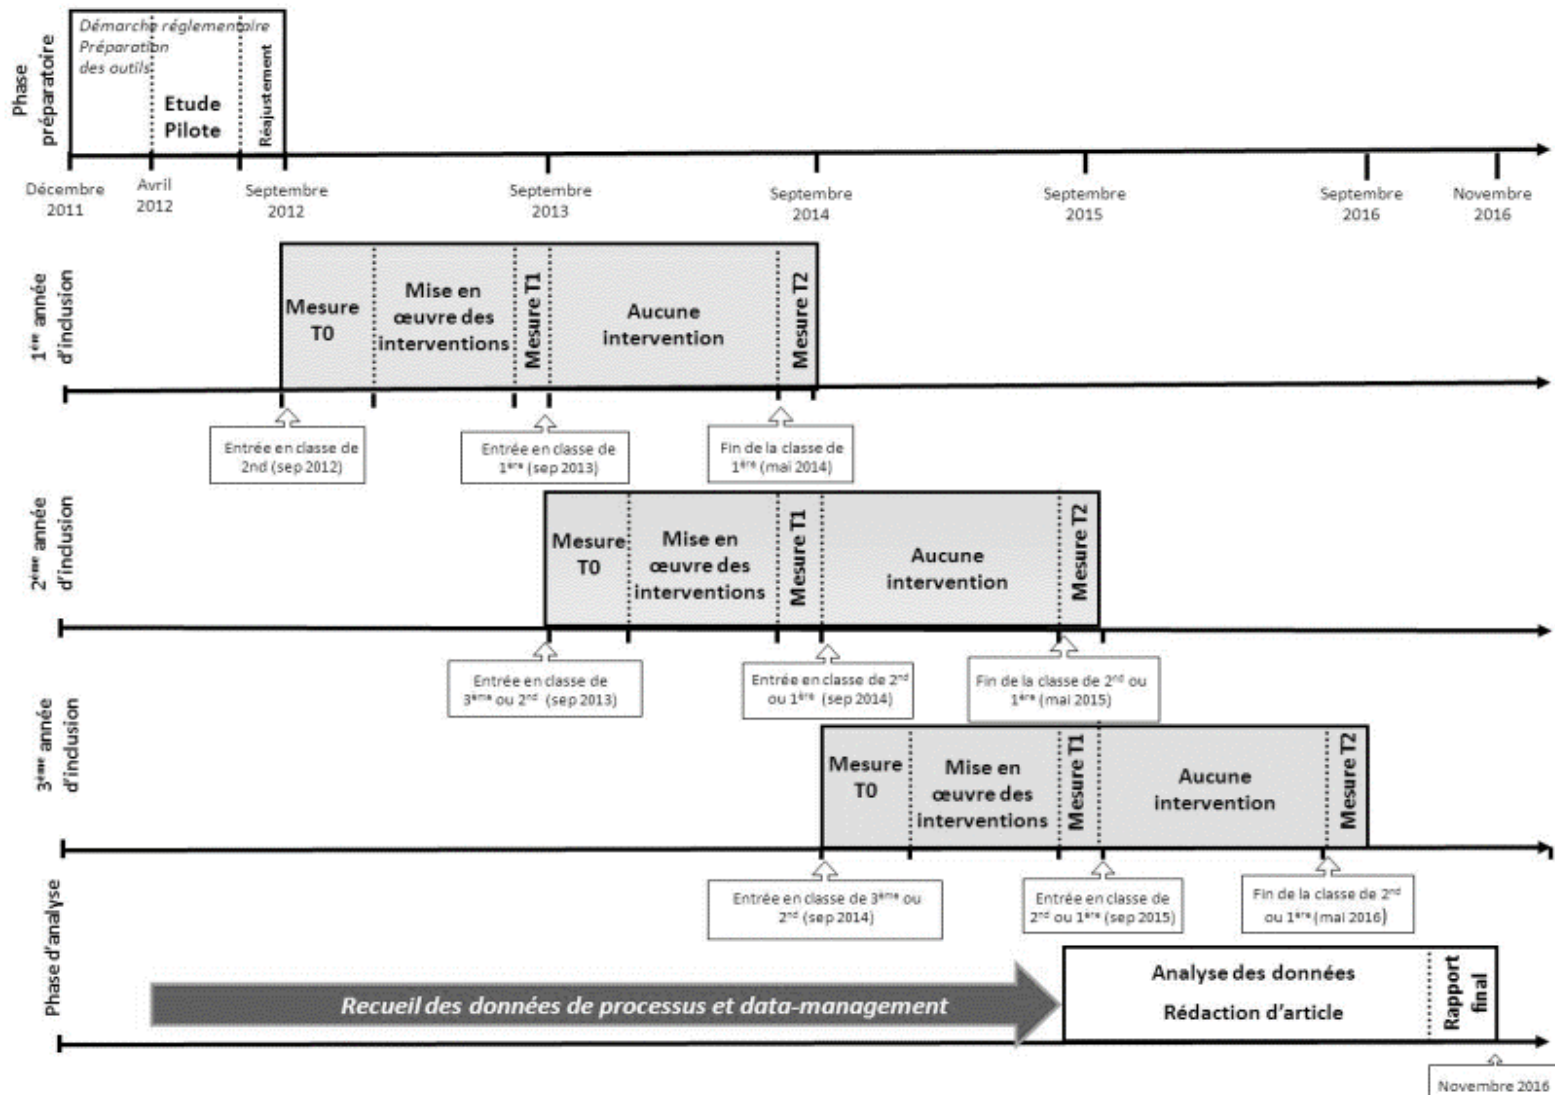 Phase
préparatoire
Démarche réglementaire
Préparation
des outils
Etude
Pilote
Réajustement
Décembre
2011
Avril
2012
Septembre
2012
Septembre
2013
Septembre
2014
Septembre
2015
Septembre
2016
Novembre
2016
1ère année
d’inclusion
Mesure
T0
Mise en
œuvre des
interventions
Mesure T1
Aucune
intervention
Mesure T2
Entrée en classe de
2nd (sep 2012)
Entrée en classe de
1ère (sep 2013)
Fin de la classe de
1ère (mai 2014)
2ème année
d’inclusion
Mesure
T0
Mise en
œuvre des
interventions
Mesure T1
Aucune
intervention
Mesure T2
Entrée en classe de
3ème ou 2nd (sep 2013)
Entrée en classe de 2nd
ou 1ère (sep 2014)
Fin de la classe de 2nd ou
1ère (mai 2015)
3ème année
d’inclusion
Mesure
T0
Mise en
œuvre des
interventions
Mesure T1
Aucune
intervention
Mesure T2
Entrée en classe de 3ème ou
2nd (sep 2014)
Entrée en classe de
2nd ou 1ère (sep 2015)
Fin de la classe de 2nd
ou 1ère (mai 2016)
Phase d’analyse
Recueil des données de processus et data-management
Analyse des données
Rédaction d’article
Rapport
final
Novembre 2016